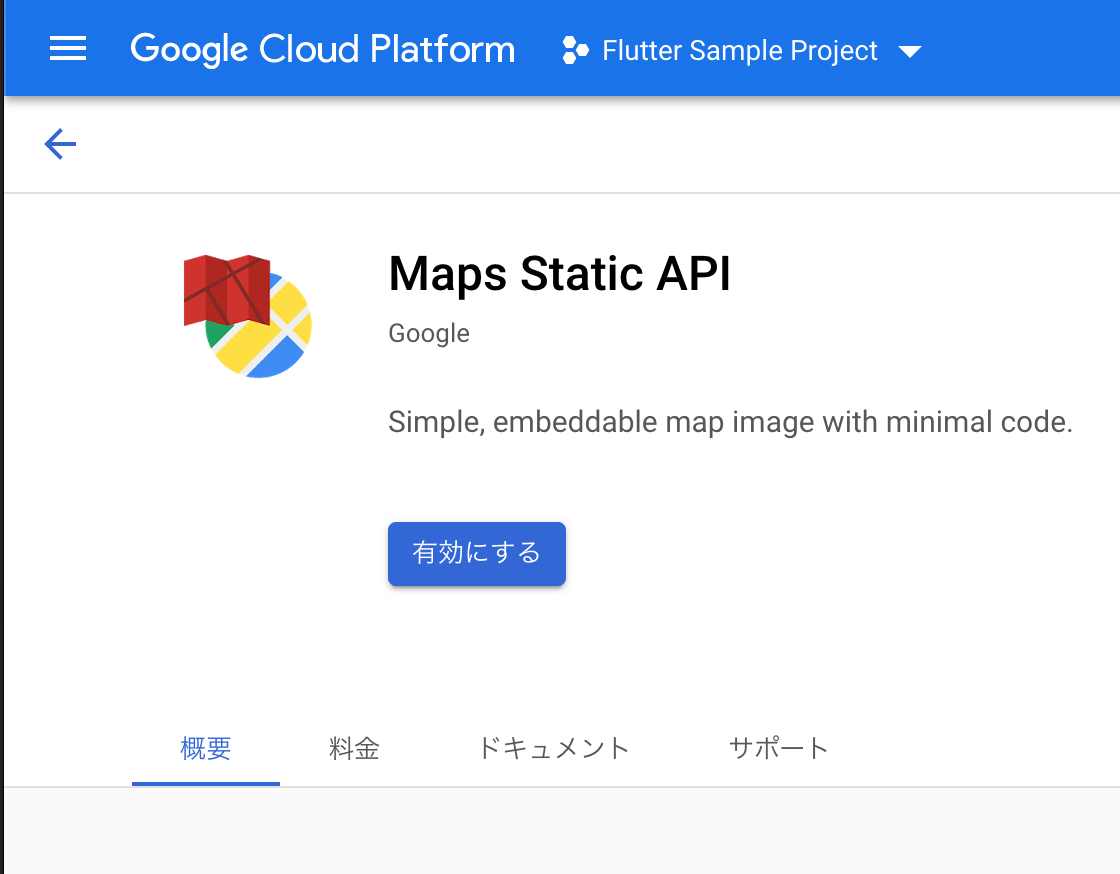 Google Cloud Platform Flutter Sample Project
Maps Static API
Google
Simple, embeddable map image with minimal code.
有効にする
概要 料金 ドキュメント サポート